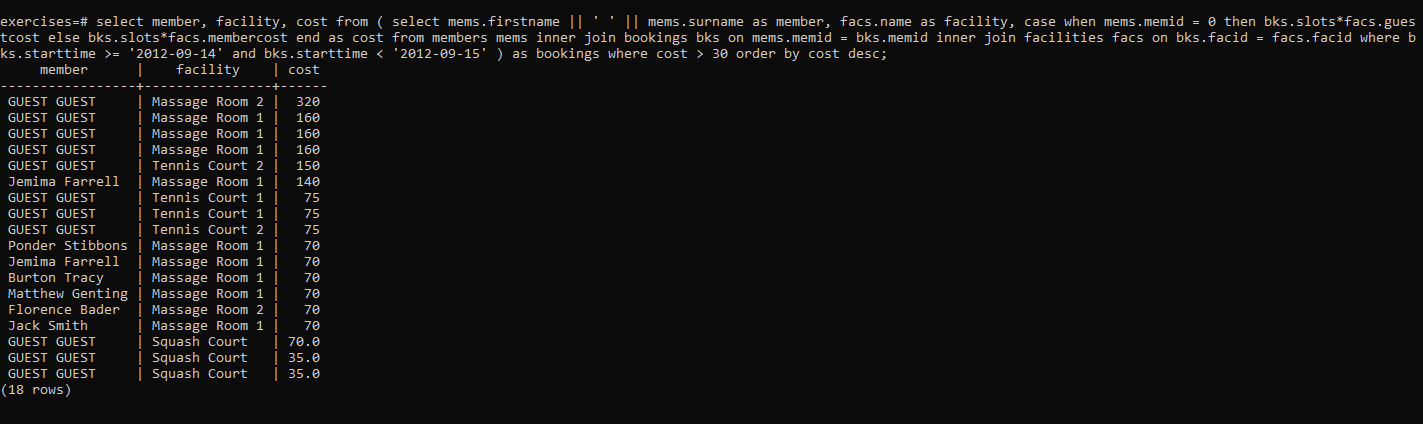 exercises=# select member, facility, cost from ( select mems.firstname || ' ' || mems.surname as member, facs.name as facility, case when mems.memid = 0 then bks.slots*facs.gues
tcost else bks.slots*facs.membercost end as cost from members mems inner join bookings bks on mems.memid = bks.memid inner join facilities facs on bks.facid = facs.facid where b
ks.starttime >= '2012-09-14' and bks.starttime < '2012-09-15' ) as bookings where cost > 30 order by cost desc;
     member      |    facility    | cost
-----------------+----------------+------
 GUEST GUEST     | Massage Room 2 |  320
 GUEST GUEST     | Massage Room 1 |  160
 GUEST GUEST     | Massage Room 1 |  160
 GUEST GUEST     | Massage Room 1 |  160
 GUEST GUEST     | Tennis Court 2 |  150
 Jemima Farrell  | Massage Room 1 |  140
 GUEST GUEST     | Tennis Court 1 |   75
 GUEST GUEST     | Tennis Court 1 |   75
 GUEST GUEST     | Tennis Court 2 |   75
 Ponder Stibbons | Massage Room 1 |   70
 Jemima Farrell  | Massage Room 1 |   70
 Burton Tracy    | Massage Room 1 |   70
 Matthew Genting | Massage Room 1 |   70
 Florence Bader  | Massage Room 2 |   70
 Jack Smith      | Massage Room 1 |   70
 GUEST GUEST     | Squash Court   | 70.0
 GUEST GUEST     | Squash Court   | 35.0
 GUEST GUEST     | Squash Court   | 35.0
(18 rows)